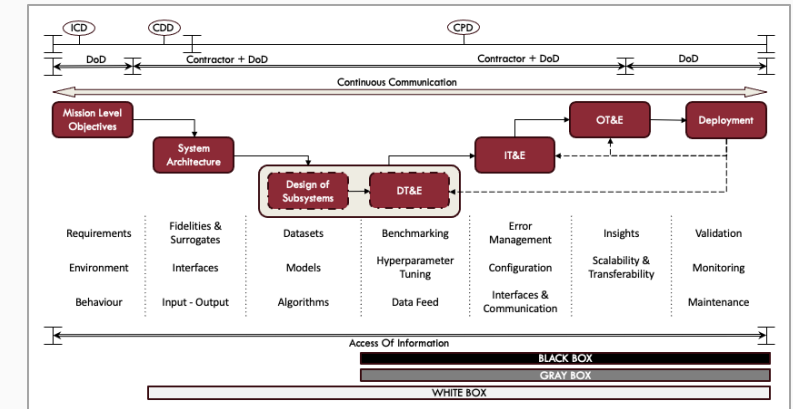 ICD
CDD
CPD
DoD
Contractor + DoD
Contractor + DoD
DoD
Continuous Communication
Mission Level
Objectives
System
Architecture
Design of
Subsystems
DT&E
IT&E
OT&E
Deployment
Requirements
Environment
Behaviour
Fidelities &
Surrogates
Interfaces
Input - Output
Datasets
Models
Algorithms
Benchmarking
Hyperparameter
Tuning
Data Feed
Error
Management
Configuration
Interfaces &
Communication
Insights
Scalability &
Transferability
Validation
Monitoring
Maintenance
Access Of Information
BLACK BOX
GRAY BOX
WHITE BOX